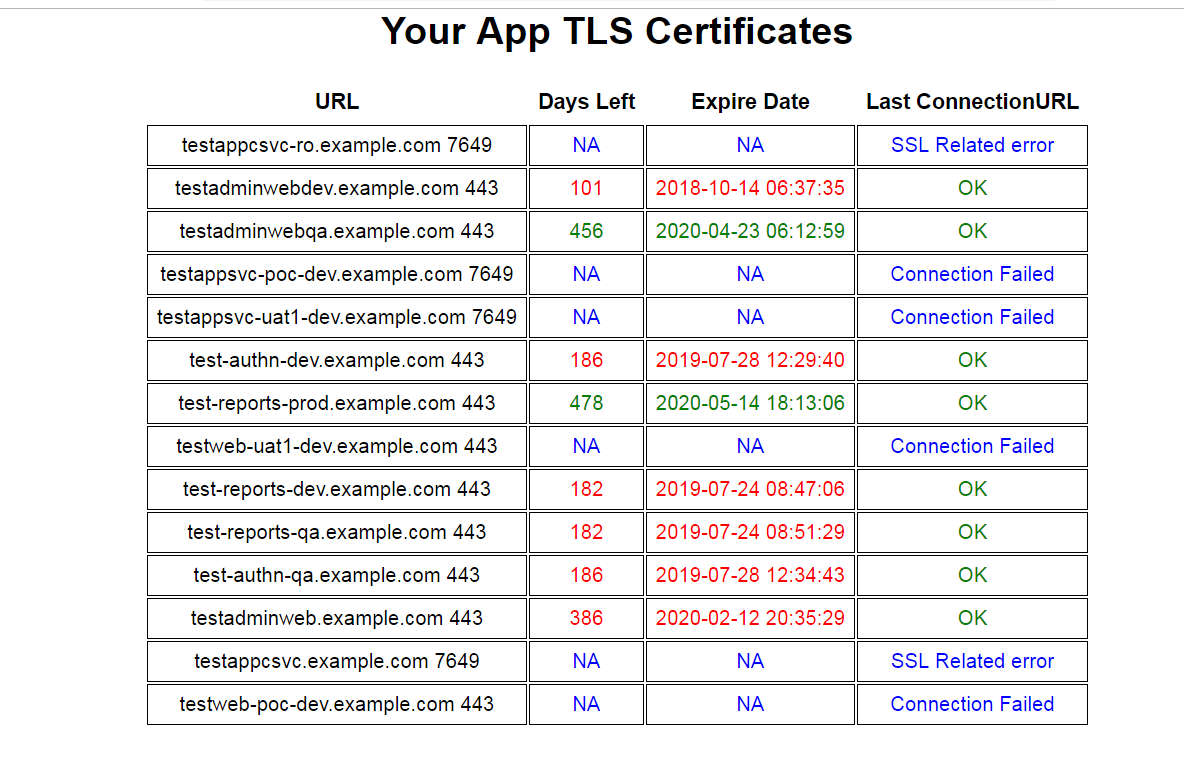 Your App TLS Certificates
URL Days Left Expire Date Last ConnectionURL
testappcsvc-ro.example.com 7649 NA NA SSL Related error
testadminwebdev.example.com 443 101 2018-10-14 06:37:35 OK
testadminwebqa.example.com 443 456 2020-04-23 06:12:59 OK
testappsvc-poc-dev.example.com 7649 NA NA Connection Failed
testappsvc-uat1-dev.example.com 7649 NA NA Connection Failed
test-authn-dev.example.com 443 186 2019-07-28 12:29:40 OK
test-reports-prod.example.com 443 478 2020-05-14 18:13:06 OK
testweb-uat1-dev.example.com 443 NA NA Connection Failed
test-reports-dev.example.com 443 182 2019-07-24 08:47:06 OK
test-reports-qa.example.com 443 182 2019-07-24 08:51:29 OK
test-authn-qa.example.com 443 186 2019-07-28 12:34:43 OK
testadminweb.example.com 443 386 2020-02-12 20:35:29 OK
testappcsvc.example.com 7649 NA NA SSL Related error
testweb-poc-dev.example.com 443 NA NA Connection Failed